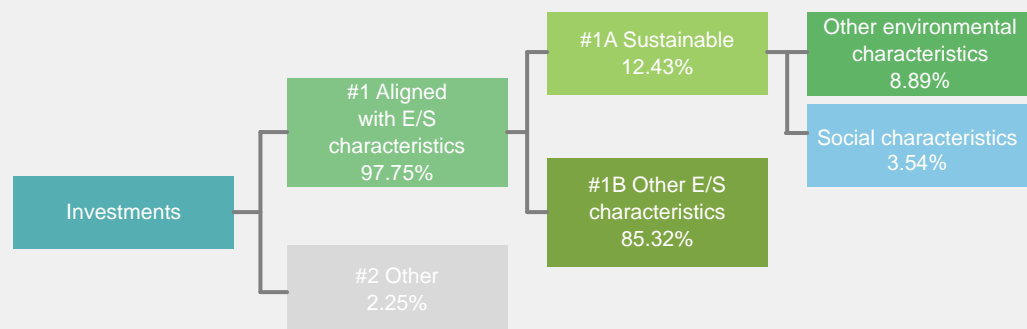 Investments
#1 Aligned
with E/S
characteristics
97.75%
#2 Other
2.25%
#1A Sustainable
12.43%
#1B Other E/S
characteristics
85.32%
Other environmental
characteristics
8.89%
Social characteristics
3.54%